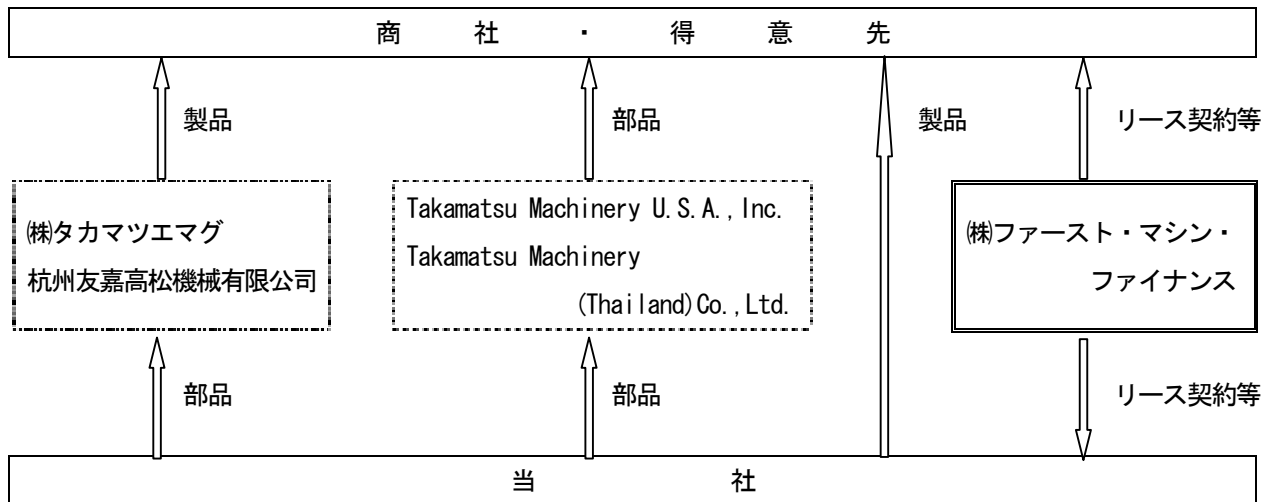 商社・得意先
製品
部品
製品
リース契約等
㈱タカマツエマグ
杭州友嘉高松機械有限公司
Takamatsu Machinery U.S.A.,Inc.
Takamatsu Machinery
(Thailand)Co.,Ltd.
㈱ファースト・マシン・
ファイナンス
部品
部品
リース契約等
当社